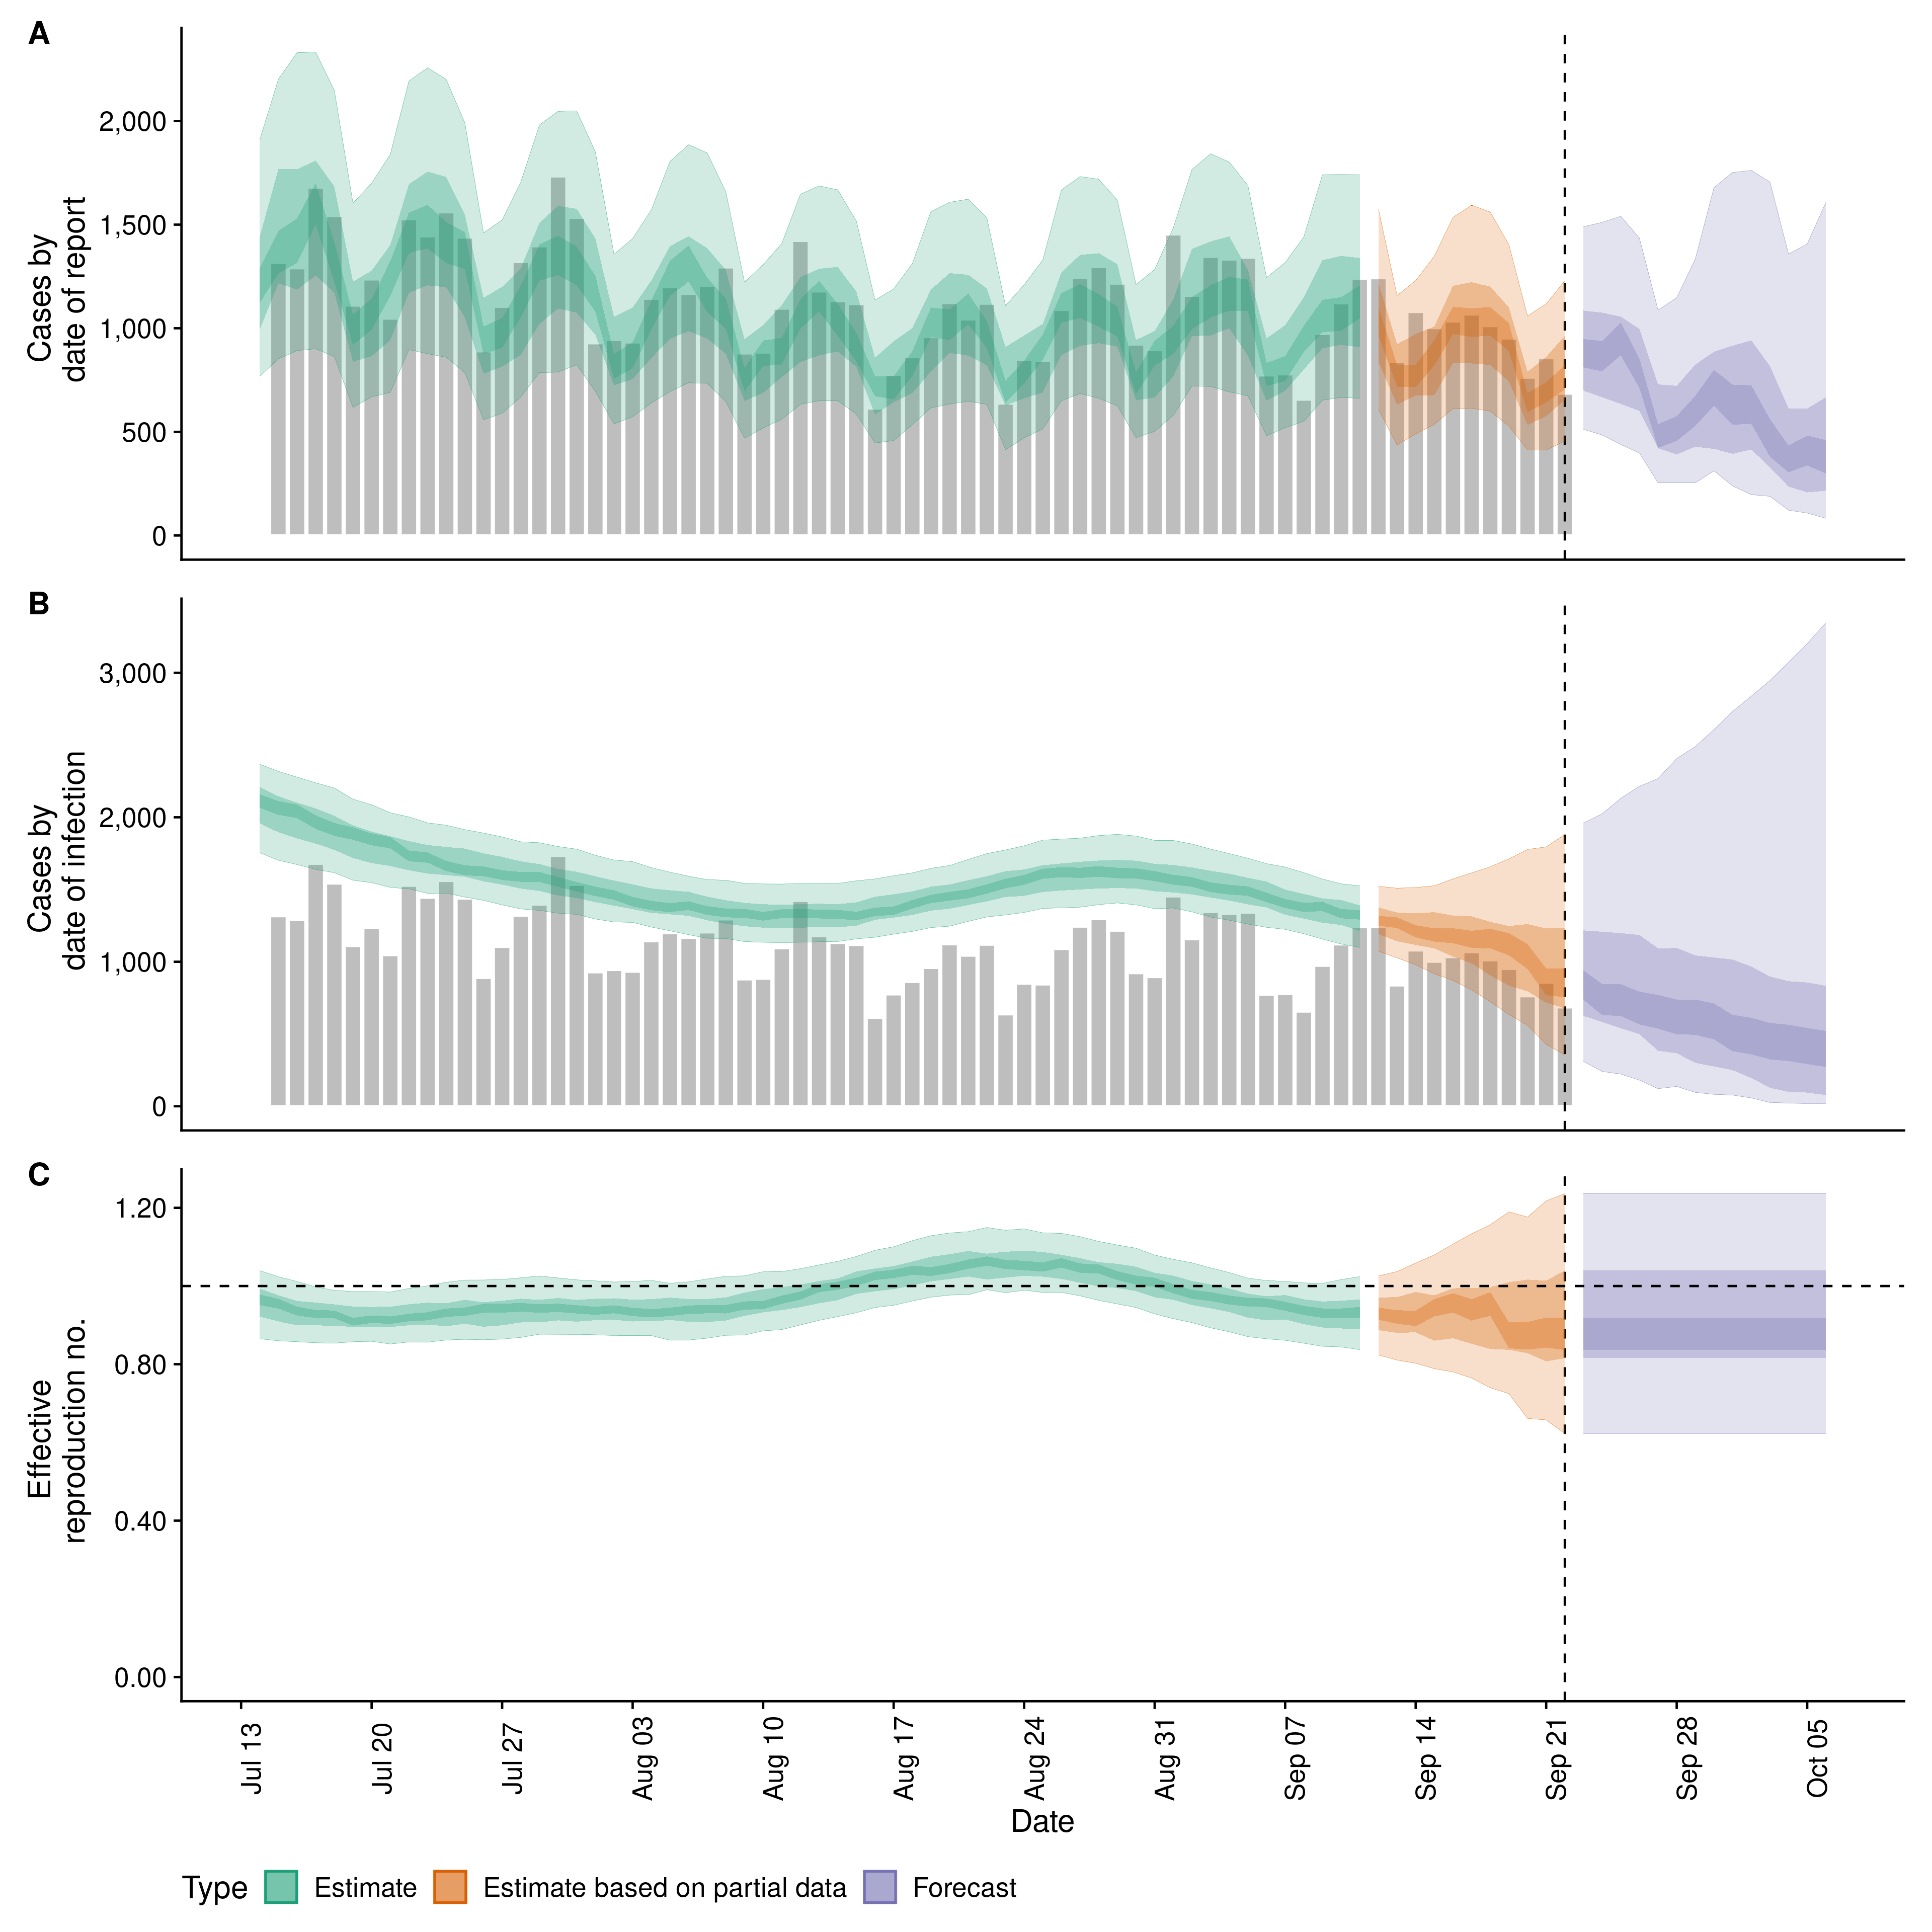 A
Cases by
date of report
2,000
1,500
1,000
500
0
B
Cases by
date of infection
3,000
2,000
1,000
0
C
Effective
reproduction no.
1.20
0.80
0.40
0.00
Jul 13
Jul 20
Jul 27
Aug 03
Aug 10
Aug 17
Aug 24
Aug 31
Sep 07
Sep 14
Sep 21
Sep 28
Oct 05
Date
Type Estimate Estimate based on partial data Forecast